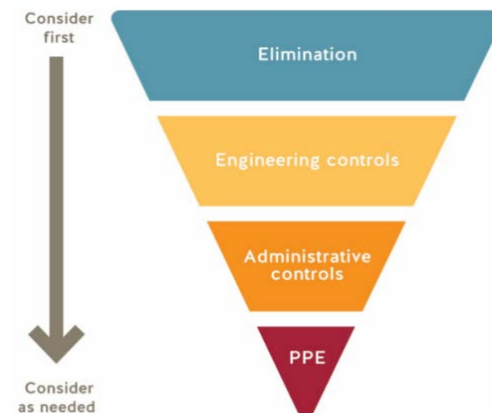 Consider
first
Elimination
Engineering controls
Administrative
controls
PPE
Consider
as needed